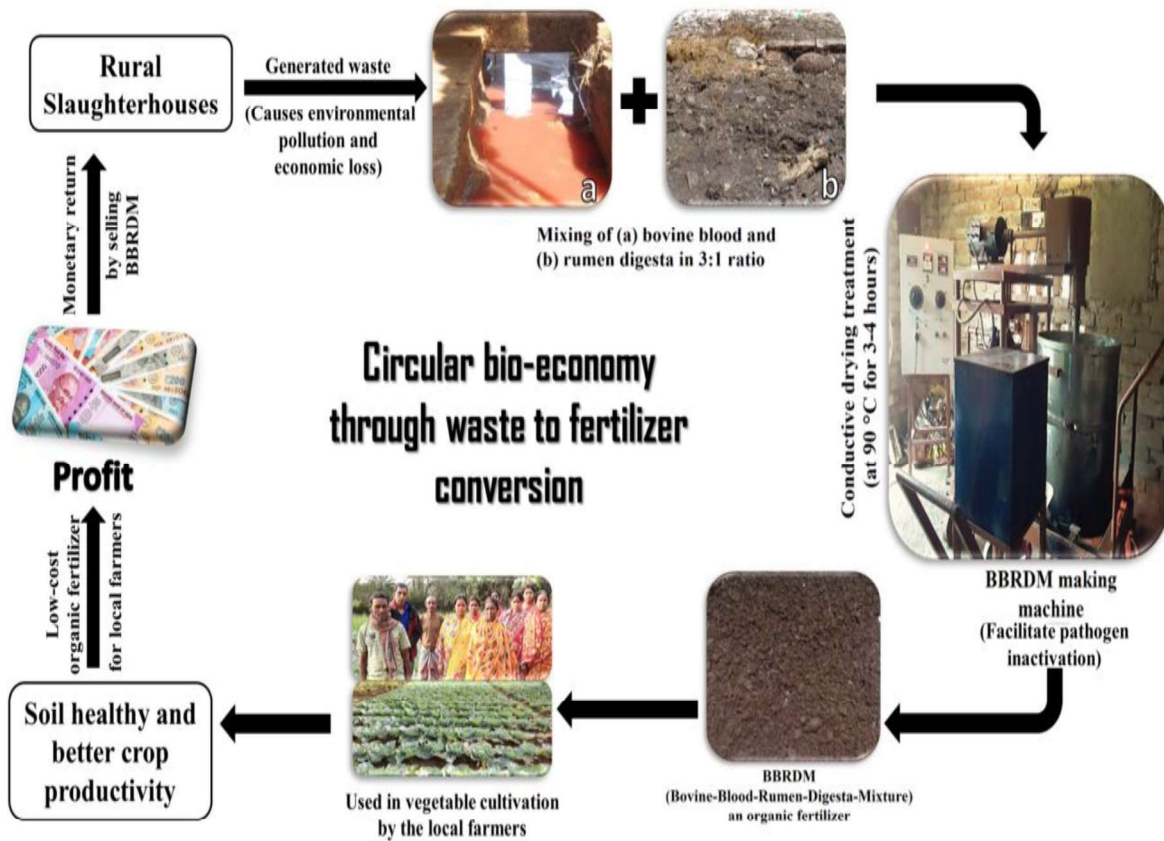 Rural
Slaughterhouses
Generated waste
(Causes environmental
pollution and
economic loss)
a
b
Mixing of (a) bovine blood and
(b) rumen digesta in 3:1 ratio
Conductive drying treatment
(at 90 °C for 3-4 hours)
BBRDM making
machine
(Facilitate pathogen
inactivation)
BBRDM
(Bovine-Blood-Rumen-Digesta-Mixture)
an organic fertilizer
Used in vegetable cultivation
by the local farmers
Soil healthy and
better crop
productivity
Low-cost
organic fertilizer
for local farmers
Profit
Monetary return
by selling
BBRDM
Circular bio-economy
through waste to fertilizer
conversion